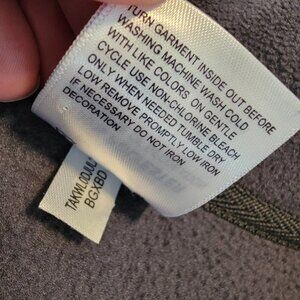 TURN GARMENT INSIDE OUT BEFORE
WASHING MACHINE WASH COLD
WITH LIKE COLORS, ON GENTLE
CYCLE USE NON-CHLORINE BLEACH
ONLY WHEN NEEDED TUMBLE DRY
LOW REMOVE PROMPTLY LOW IRON
IF NECESSARY DO NOT IRON
DECORATION
BGXBD